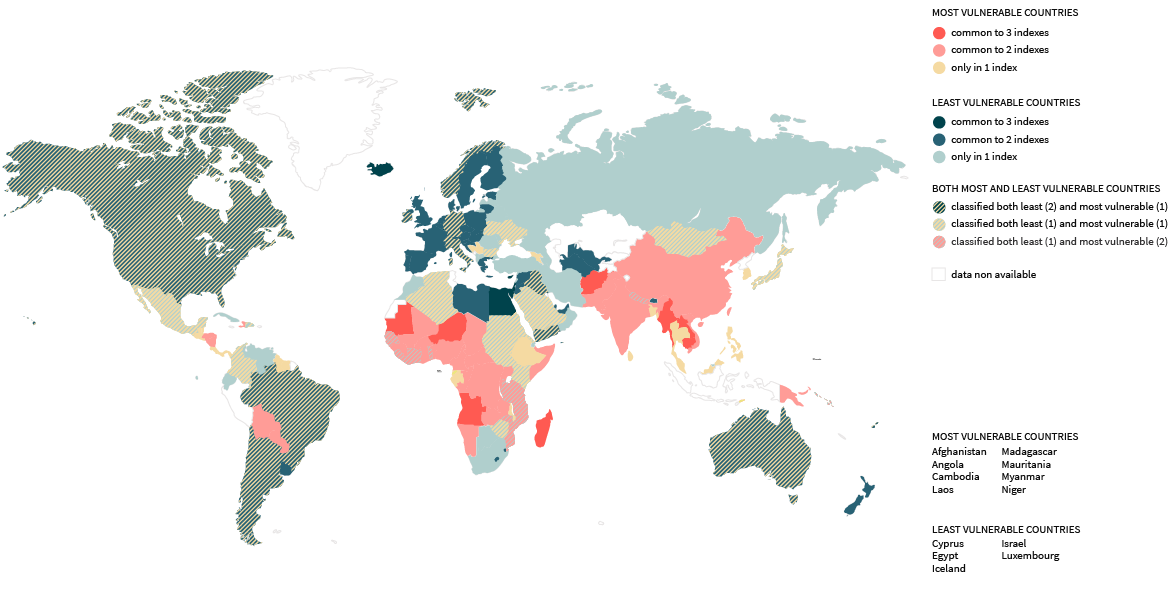 MOST VULNERABLE COUNTRIES
common to 3 indexes
common to 2 indexes
only in 1 index
LEAST VULNERABLE COUNTRIES
common to 3 indexes
common to 2 indexes
only in 1 index
BOTH MOST AND LEAST VULNERABLE COUNTRIES
classified both least (2) and most vulnerable (1)
classified both least (1) and most vulnerable (1)
classified both least (1) and most vulnerable (2)
data non available
MOST VULNERABLE COUNTRIES
Afghanistan Madagascar
Angola Mauritania
Cambodia Myanmar
Laos Niger
LEAST VULNERABLE COUNTRIES
Cyprus Israel
Egypt Luxembourg
Iceland